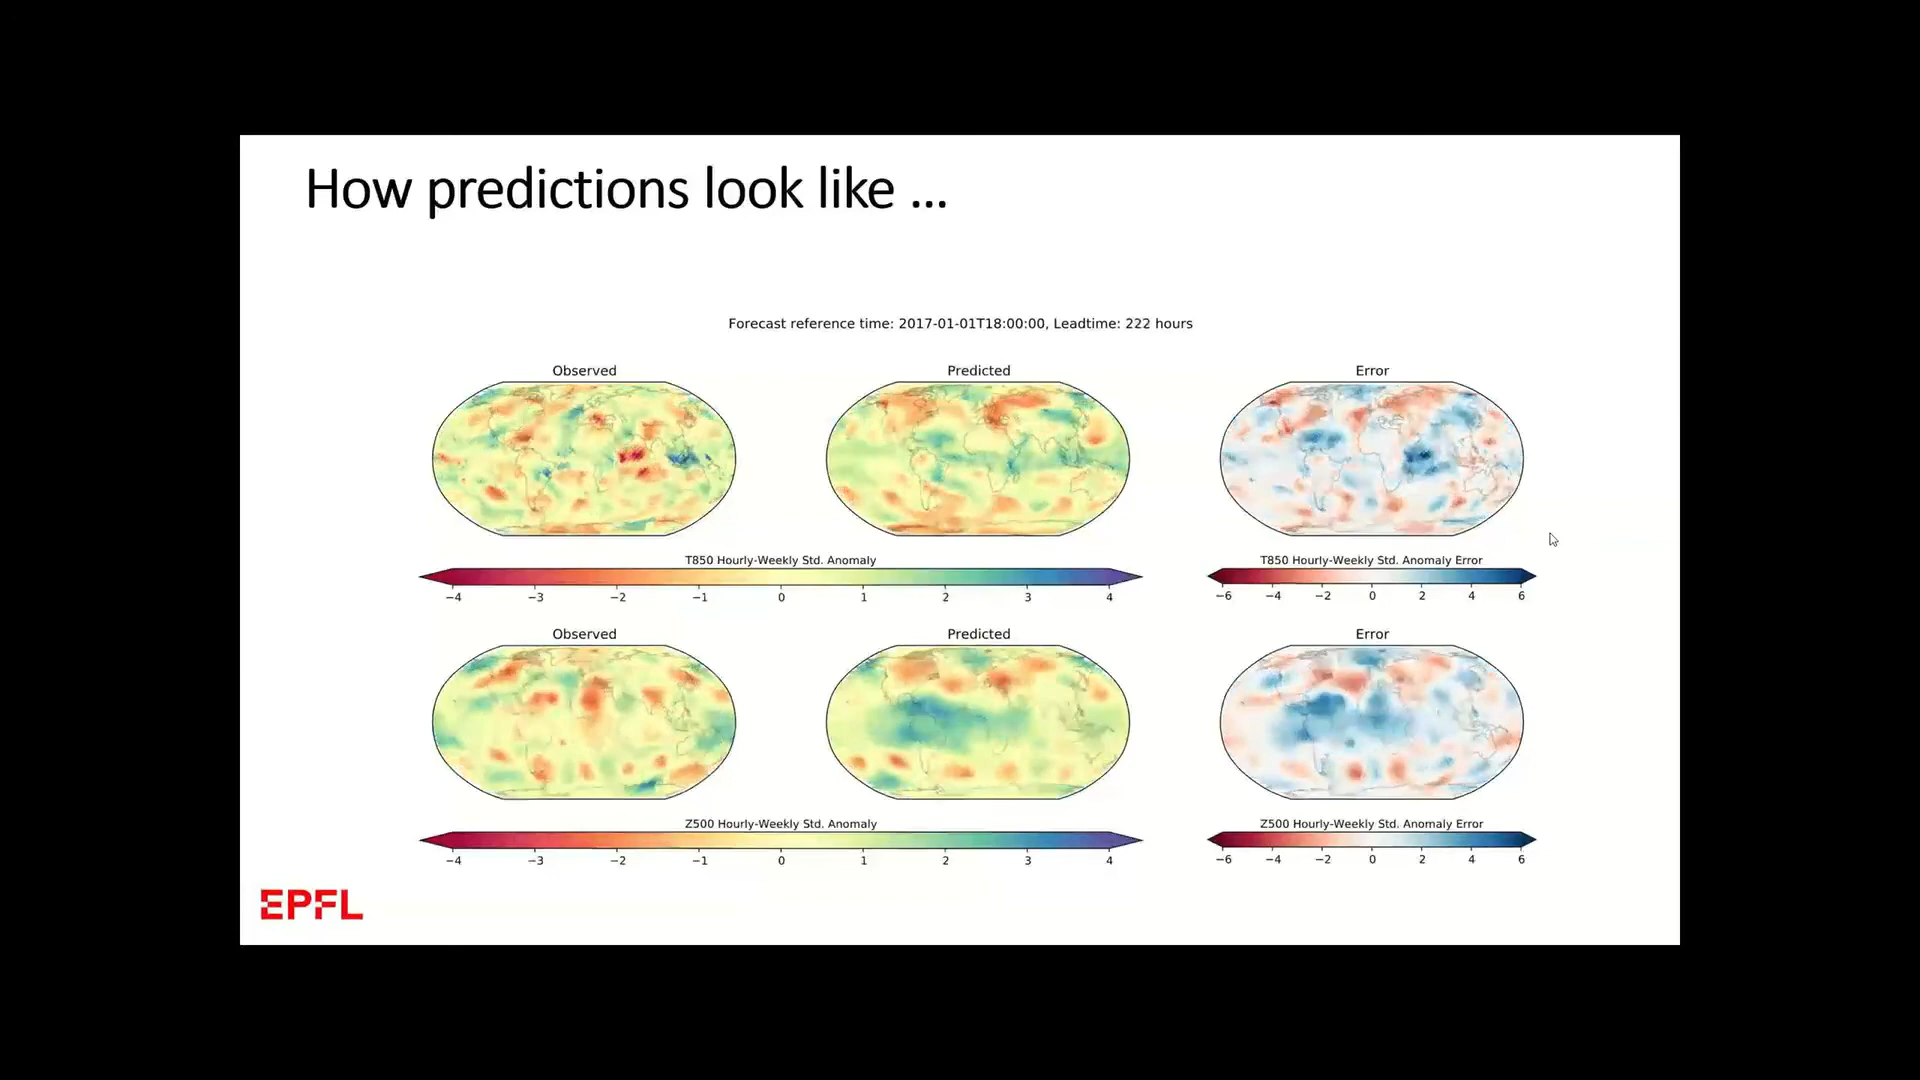 How predictions look like ...
Forecast reference time: 2017-01-01T18:00:00, Leadtime: 222 hours
Observed Predicted Error
T850 Hourly-Weekly Std. Anomaly T850 Hourly-Weekly Std. Anomaly Error
−4 −3 −2 −1 0 1 2 3 4 −6 −4 −2 0 2 4 6
Observed Predicted Error
Z500 Hourly-Weekly Std. Anomaly Z500 Hourly-Weekly Std. Anomaly Error
−4 −3 −2 −1 0 1 2 3 4 −6 −4 −2 0 2 4 6
EPFL